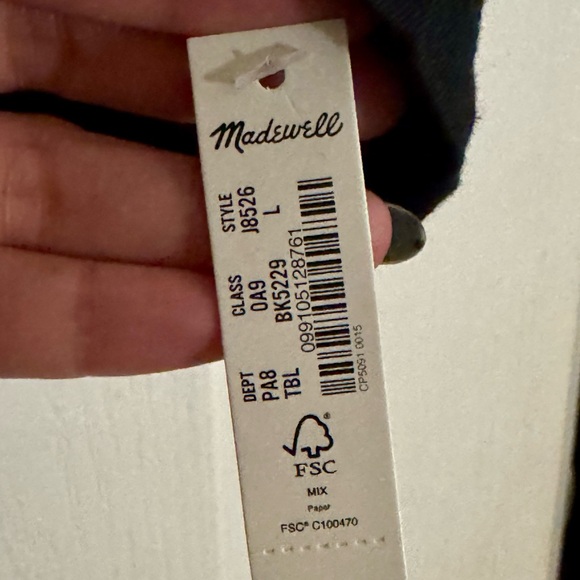 Madewell
STYLE
J8526
L
CLASS
0A9
BK5229
DEPT
PA8
TBL
099105128761
CP5091 0015
®
FSC
MIX
Paper
FSC® C100470